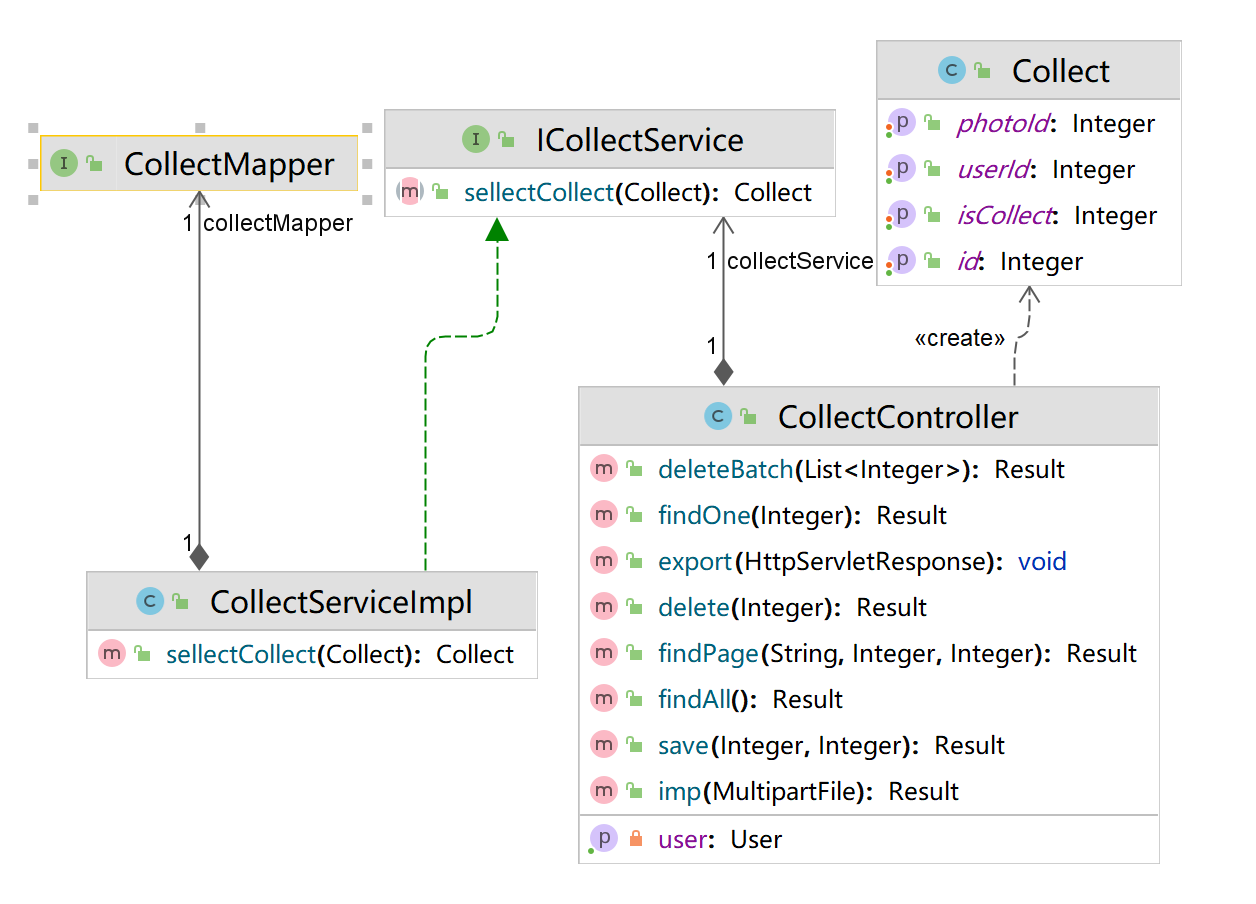 C Collect
p photoId: Integer
p userId: Integer
p isCollect: Integer
p id: Integer
I ICollectService
m sellectCollect(Collect): Collect
I CollectMapper
1 collectMapper
1 collectService
«create»
1
C CollectController
m deleteBatch(List<Integer>): Result
m findOne(Integer): Result
m export(HttpServletResponse): void
m delete(Integer): Result
m findPage(String, Integer, Integer): Result
m findAll(): Result
m save(Integer, Integer): Result
m imp(MultipartFile): Result
p user: User
1
C CollectServiceImpl
m sellectCollect(Collect): Collect